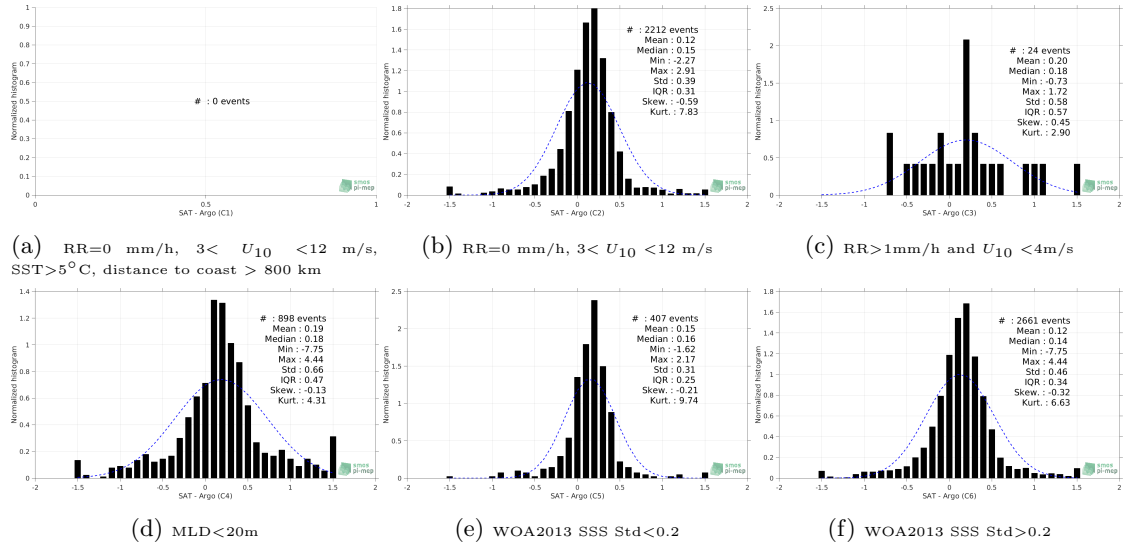 1
0.9
0.8
0.7
0.6
0.5
0.4
0.3
0.2
0.1
0
Normalized histogram
# : 0 events
0 0.5 1
SAT - Argo (C1)
smos
pi-mep
(a) RR=0 mm/h, 3< U10 <12 m/s,
SST>5°C, distance to coast > 800 km
1.8
1.6
1.4
1.2
1
0.8
0.6
0.4
0.2
0
Normalized histogram
# : 2212 events
Mean : 0.12
Median : 0.15
Min : -2.27
Max : 2.91
Std : 0.39
IQR : 0.31
Skew. : -0.59
Kurt. : 7.83
-2 -1.5 -1 -0.5 0 0.5 1 1.5 2
SAT - Argo (C2)
smos
pi-mep
(b) RR=0 mm/h, 3< U10 <12 m/s
2.5
2
1.5
1
0.5
0
Normalized histogram
# : 24 events
Mean : 0.20
Median : 0.18
Min : -0.73
Max : 1.72
Std : 0.58
IQR : 0.57
Skew. : 0.45
Kurt. : 2.90
-2 -1.5 -1 -0.5 0 0.5 1 1.5 2
SAT - Argo (C3)
smos
pi-mep
(c) RR>1mm/h and U10 <4m/s
1.4
1.2
1
0.8
0.6
0.4
0.2
0
Normalized histogram
# : 898 events
Mean : 0.19
Median : 0.18
Min : -7.75
Max : 4.44
Std : 0.66
IQR : 0.47
Skew. : -0.13
Kurt. : 4.31
-2 -1.5 -1 -0.5 0 0.5 1 1.5 2
SAT - Argo (C4)
smos
pi-mep
(d) MLD<20m
2.5
2
1.5
1
0.5
0
Normalized histogram
# : 407 events
Mean : 0.15
Median : 0.16
Min : -1.62
Max : 2.17
Std : 0.31
IQR : 0.25
Skew. : -0.21
Kurt. : 9.74
-2 -1.5 -1 -0.5 0 0.5 1 1.5 2
SAT - Argo (C5)
smos
pi-mep
(e) WOA2013 SSS Std<0.2
1.8
1.6
1.4
1.2
1
0.8
0.6
0.4
0.2
0
Normalized histogram
# : 2661 events
Mean : 0.12
Median : 0.14
Min : -7.75
Max : 4.44
Std : 0.46
IQR : 0.34
Skew. : -0.32
Kurt. : 6.63
-2 -1.5 -1 -0.5 0 0.5 1 1.5 2
SAT - Argo (C6)
smos
pi-mep
(f) WOA2013 SSS Std>0.2